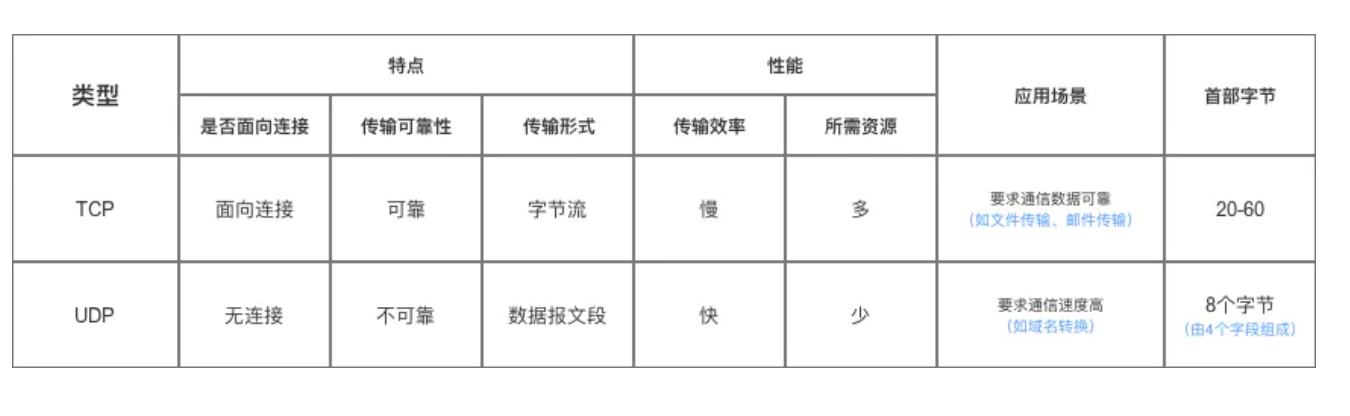 类型
特点
性能
应用场景
首部字节
是否面向连接
传输可靠性
传输形式
传输效率
所需资源
TCP
面向连接
可靠
字节流
慢
多
要求通信数据可靠
（如文件传输、邮件传输）
20-60
UDP
无连接
不可靠
数据报文段
快
少
要求通信速度高
（如域名转换）
8个字节
（由4个字段组成）